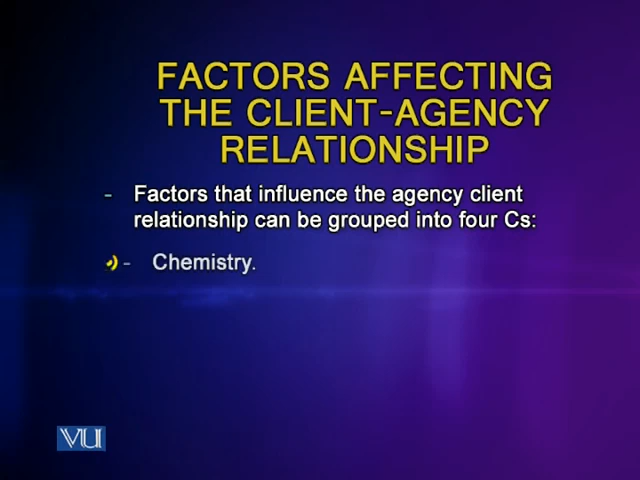 FACTORS AFFECTING
THE CLIENT-AGENCY
RELATIONSHIP
- Factors that influence the agency client
relationship can be grouped into four Cs:
- Chemistry.
VU